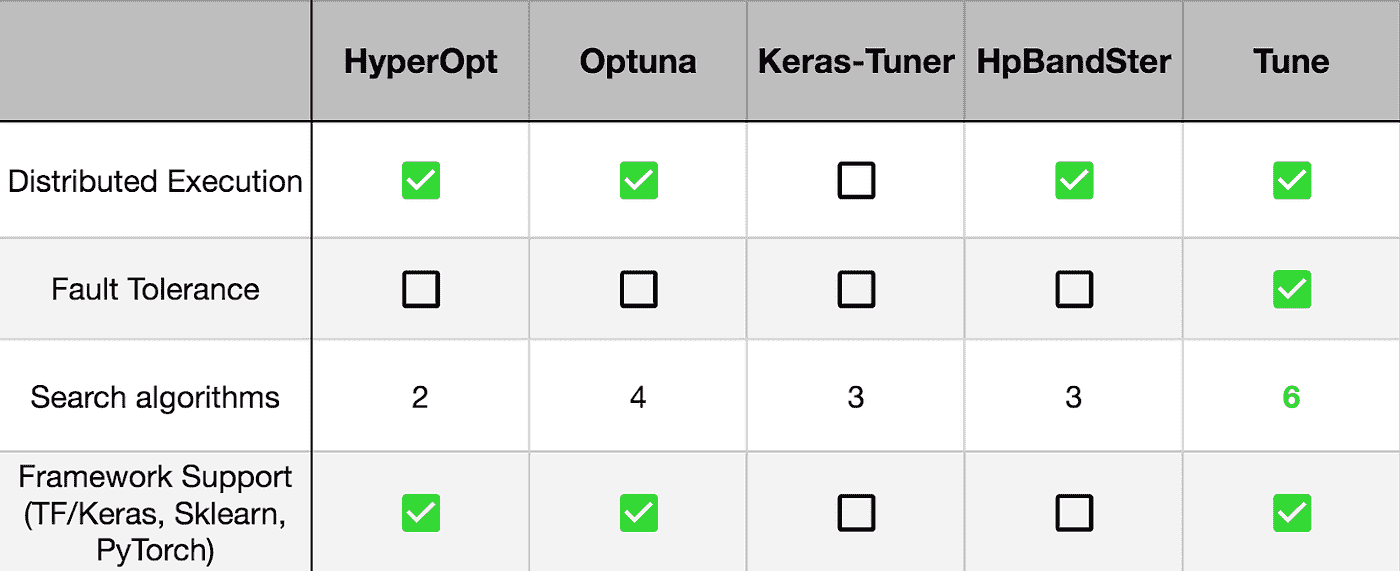 HyperOpt Optuna Keras-Tuner HpBandSter Tune
Distributed Execution
Fault Tolerance
Search algorithms 2 4 3 3 6
Framework Support
(TF/Keras, Sklearn,
PyTorch)